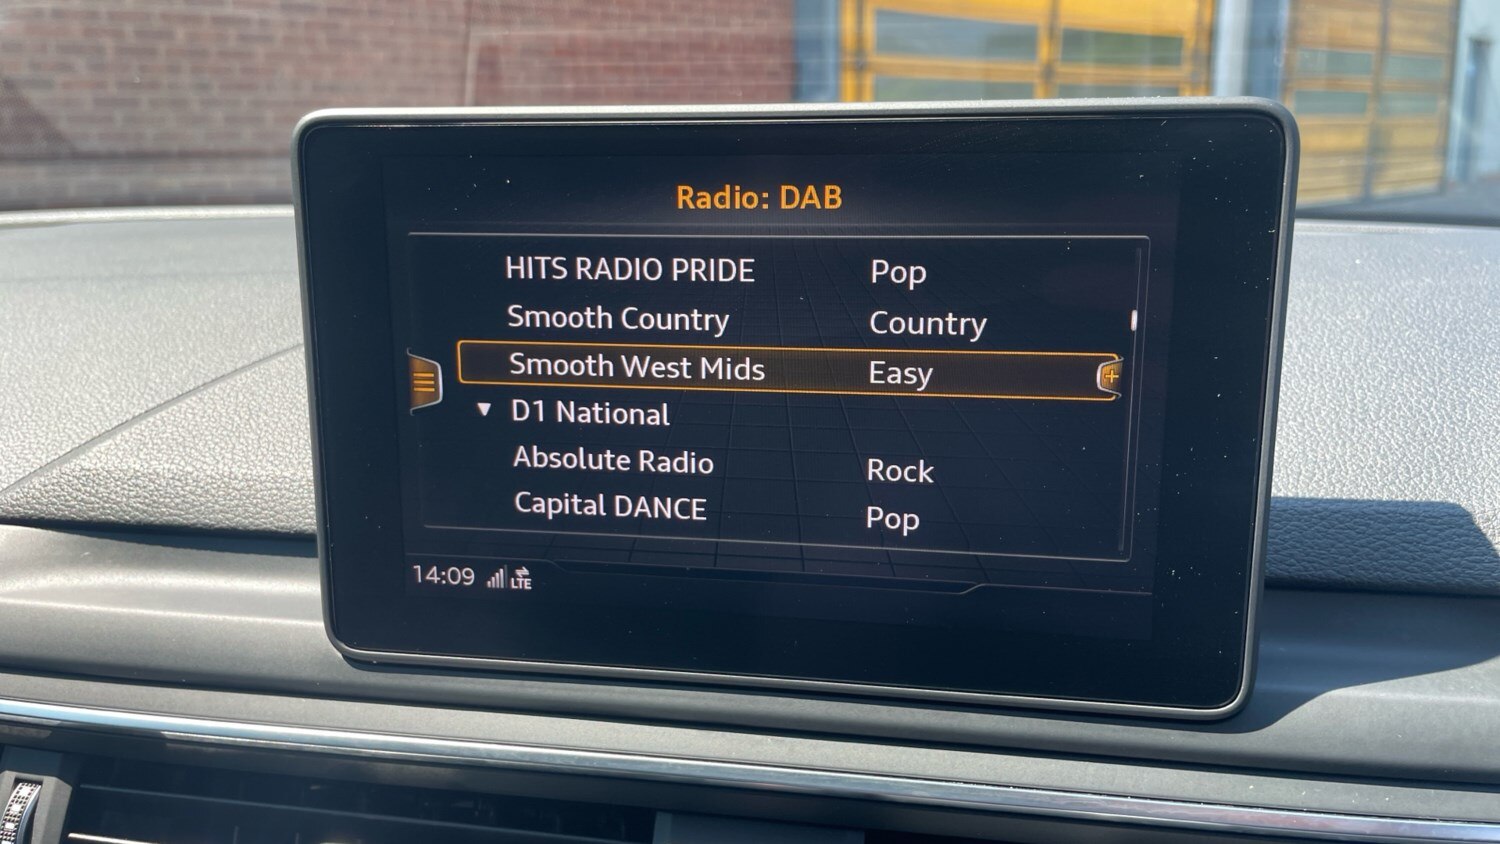 Radio: DAB
HITS RADIO PRIDE Pop
Smooth Country Country
Smooth West Mids Easy
▼ D1 National
Absolute Radio Rock
Capital DANCE Pop
14:09 LTE